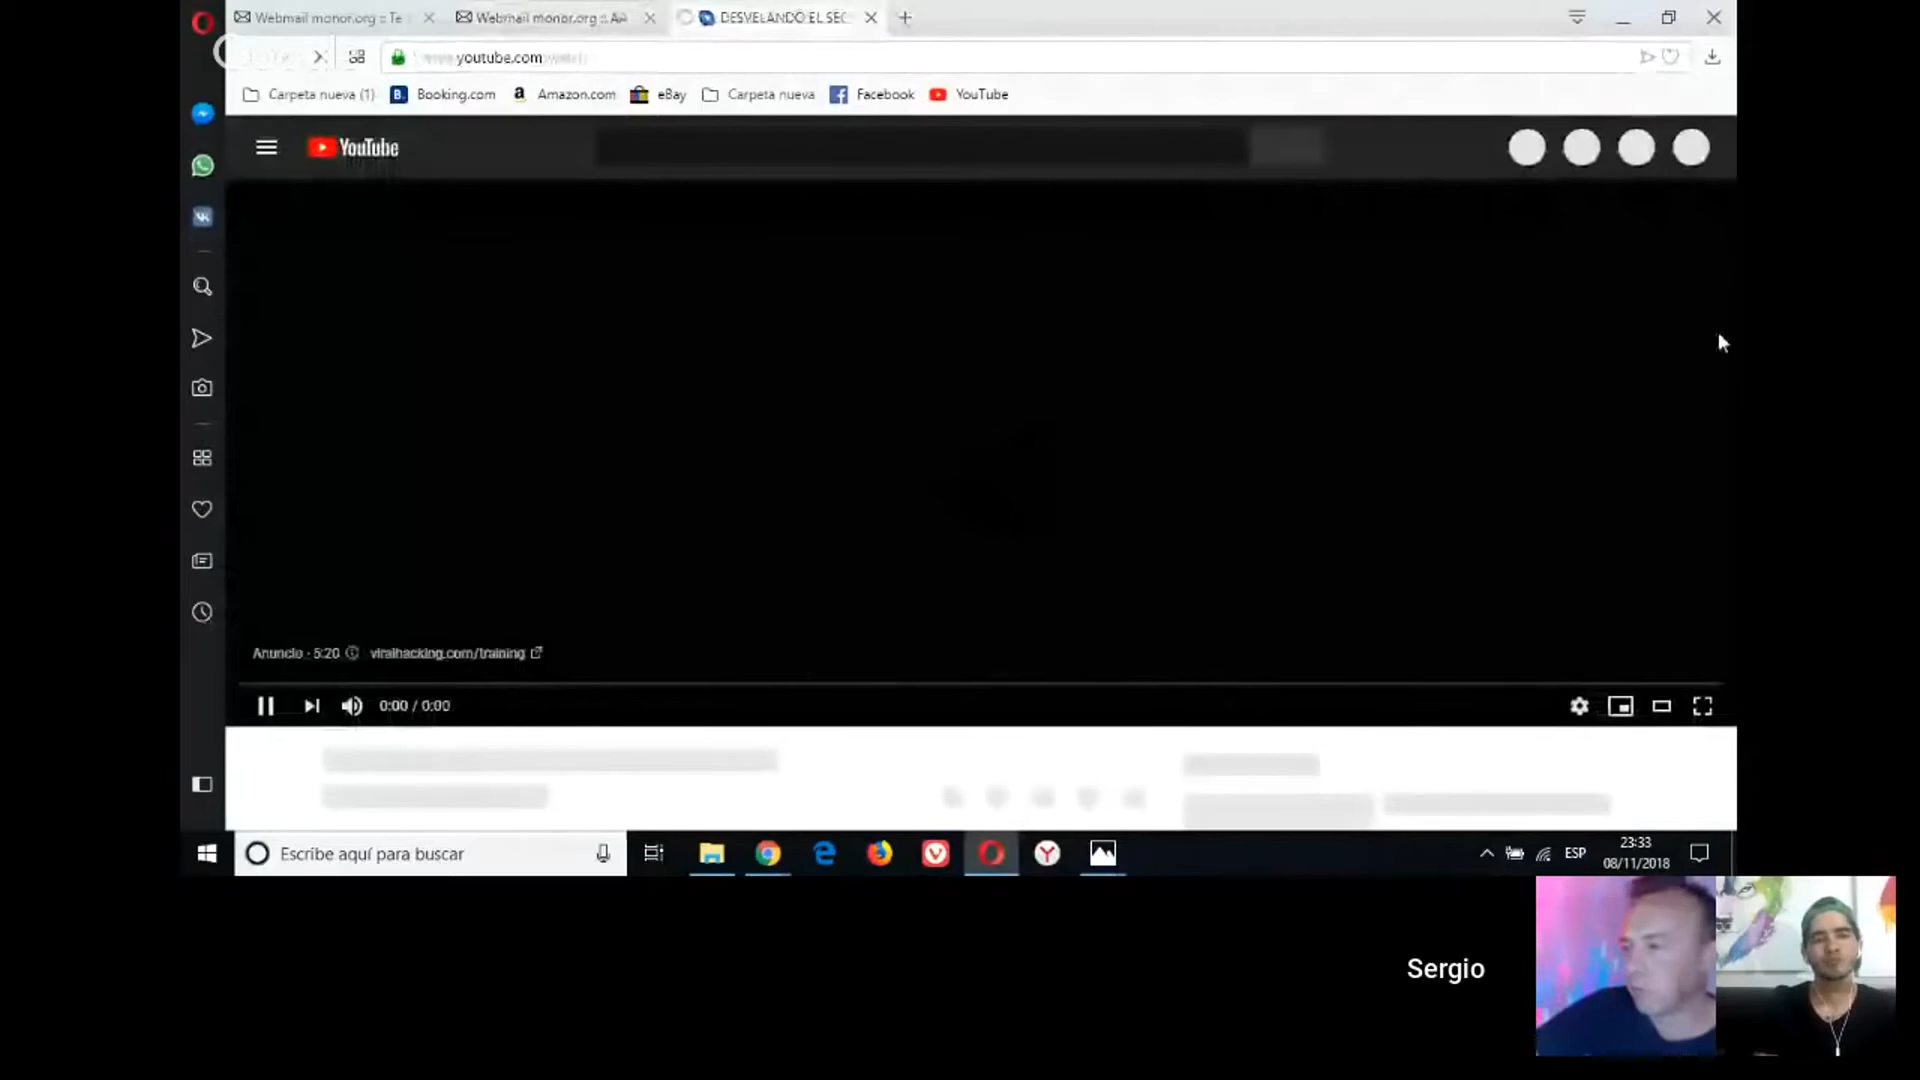 Webmail monor.org :: Te
Webmail monor.org ::
DESVELANDO EL SEC
youtube.com
Carpeta nueva (1)
Booking.com
Amazon.com
eBay
Carpeta nueva
Facebook
YouTube
YouTube
Anuncio · 5:20
viralhacking.com/training
0:00 / 0:00
Escribe aquí para buscar
ESP
23:33
08/11/2018
Sergio